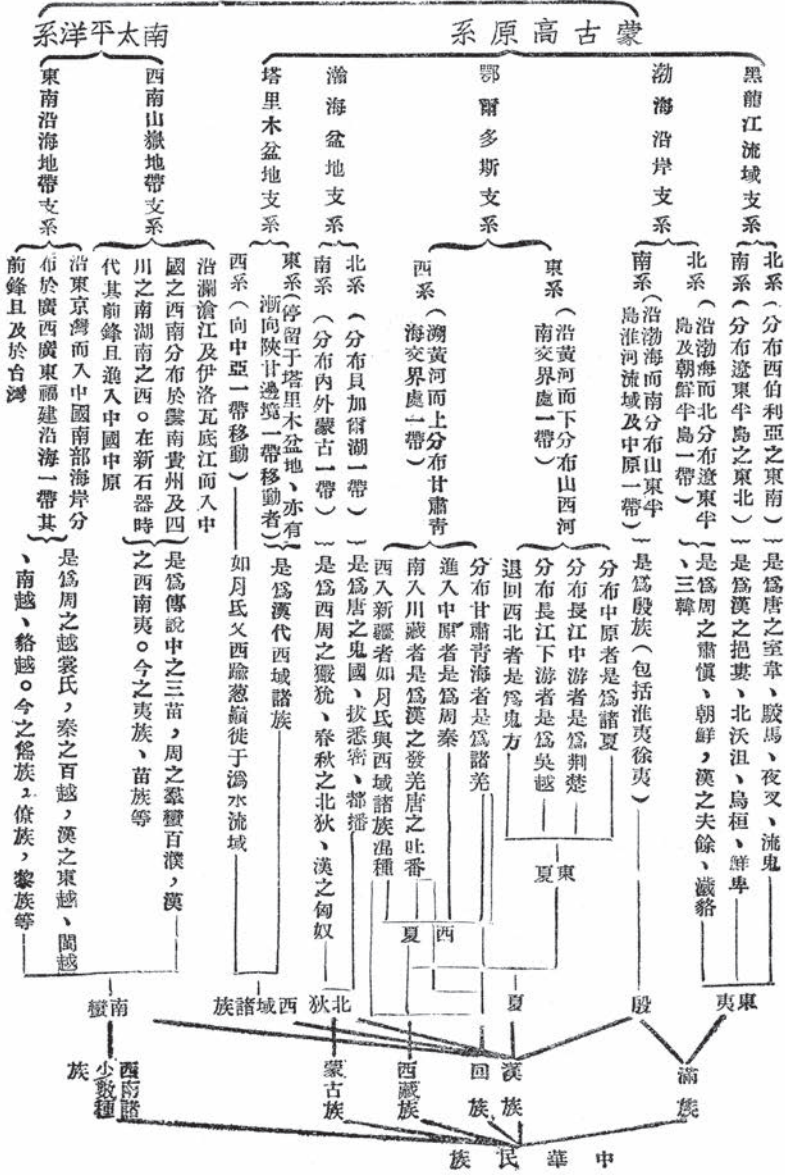 蒙古高原系
黑龍江流域支系
北系（分布西伯利亞之東南）
是爲唐之室韋、駮馬、夜叉、流鬼
南系（分布遼東半島之東北）
是爲漢之挹婁、北沃沮、烏桓、鮮卑
渤海沿岸支系
北系（沿渤海而北分布遼東半
島及朝鮮半島一帶）
是爲周之肅慎、朝鮮，漢之夫餘、濊貉
、三韓
南系（沿渤海而南分布山東半
島淮河流域及中原一帶）
是爲殷族（包括淮夷徐夷）
鄂爾多斯支系
東系（沿黃河而下分布山西河
南交界處一帶）
分布中原者是爲諸夏
分布長江中游者是爲荆楚
分布長江下游者是爲吳越
退回西北者是爲鬼方
西系（溯黃河而上分布甘肅青
海交界處一帶）
分布甘肅青海者是爲諸羌
進入中原者是爲周秦
南入川藏者是爲漢之發羌唐之吐番
西入新疆者如月氏與西域諸族混種
瀚海盆地支系
北系（分布貝加爾湖一帶）
是爲唐之鬼國、拔悉密、都播
南系（分布內外蒙古一帶）
是爲西周之玁狁、春秋之北狄、漢之匈奴
塔里木盆地支系
東系（停留于塔里木盆地、亦有
漸向陝甘邊境一帶移動者）
是爲漢代西域諸族
西系（向中亞一帶移動）
如月氏又西踰葱嶺徙于潙水流域
南太平洋系
西南山嶽地帶支系
沿瀾滄江及伊洛瓦底江而入中
國之西南分布於雲南貴州及四
川之南湖南之西。在新石器時
代其前鋒且進入中國中原
是爲傳說中之三苗，周之羣蠻百濮，漢
之西南夷。今之夷族、苗族等
東南沿海地帶支系
沿東京灣而入中國南部海岸分
布於廣西廣東福建沿海一帶其
前鋒且及於台灣
是爲周之越裳氏，秦之百越，漢之東越、閩越
、南越、駱越。今之傜族，僚族，黎族等
東夏
西夏
東夷
殷
夏
北狄
西域諸族
南蠻
滿族
漢族
回族
西藏族
蒙古族
西南諸
少數種
族
中華民族